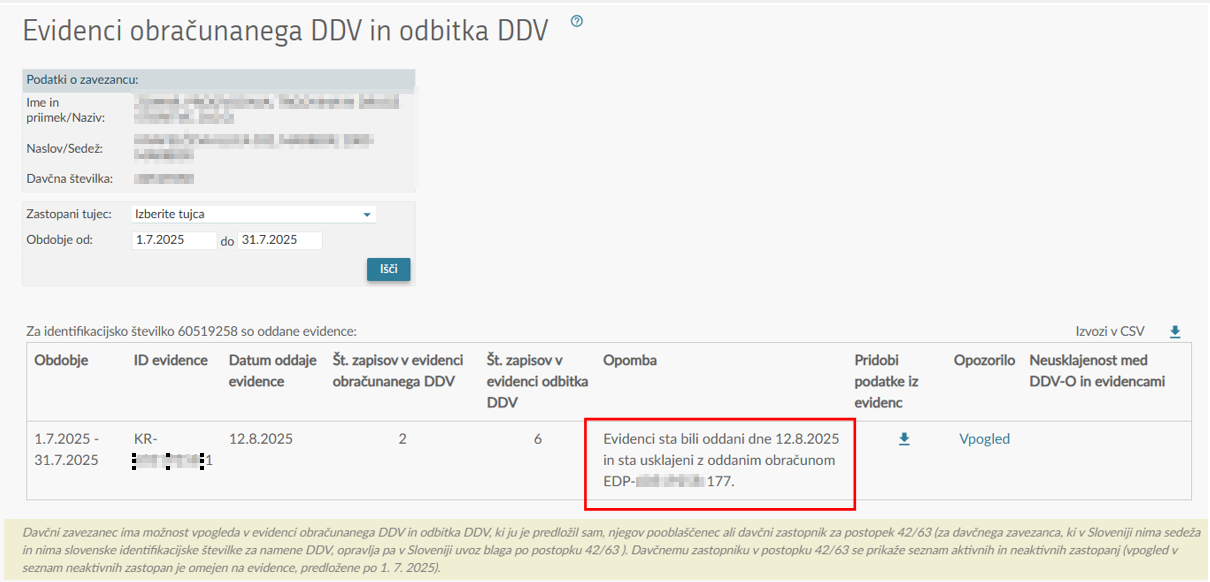 Evidenci obračunanega DDV in odbitka DDV ?
Podatki o zavezancu:
Ime in
priimek/Naziv:
Naslov/Sedež:
Davčna številka:
Zastopani tujec: Izberite tujca
Obdobje od: 1.7.2025 do 31.7.2025
Išči
Za identifikacijsko številko 60519258 so oddane evidence: Izvozi v CSV
Obdobje ID evidence Datum oddaje Št. zapisov v evidenci Št. zapisov v Opomba Pridobi Opozorilo Neusklajenost med
evidence obračunanega DDV evidenci odbitka podatke iz DDV-O in evidencami
DDV evidenc
1.7.2025 - KR- 12.8.2025 2 6 Evidenci sta bili oddani dne 12.8.2025 Vpogled
31.7.2025 1 in sta usklajeni z oddanim obračunom
EDP- 177.
Davčni zavezanec ima možnost vpogleda v evidenci obračunanega DDV in odbitka DDV, ki ju je predložil sam, njegov pooblaščenec ali davčni zastopnik za postopek 42/63 (za davčnega zavezanca, ki v Sloveniji nima sedeža
in nima slovenske identifikacijske številke za namene DDV, opravlja pa v Sloveniji uvoz blaga po postopku 42/63 ). Davčnemu zastopniku v postopku 42/63 se prikaže seznam aktivnih in neaktivnih zastopanj (vpogled v
seznam neaktivnih zastopan je omejen na evidence, predložene po 1. 7. 2025).